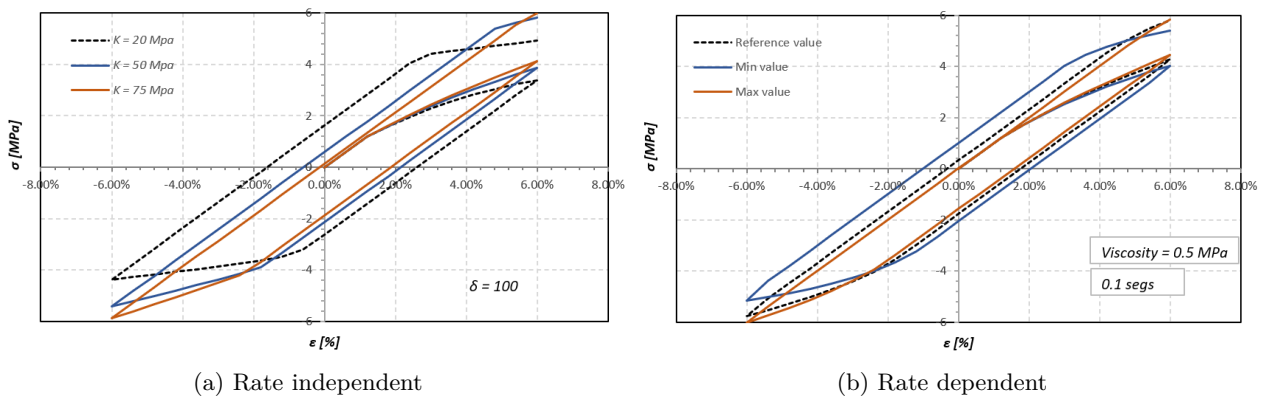 6
4
2
0
-2
-4
-6
-8.00%
-6.00%
-4.00%
-2.00%
0.00%
2.00%
4.00%
6.00%
8.00%
K = 20 Mpa
K = 50 Mpa
K = 75 Mpa
δ = 100
σ [MPa]
ε [%]
(a) Rate independent
6
4
2
0
-2
-4
-6
-8.00%
-6.00%
-4.00%
-2.00%
0.00%
2.00%
4.00%
6.00%
8.00%
Reference value
Min value
Max value
Viscosity = 0.5 MPa
0.1 segs
σ [MPa]
ε [%]
(b) Rate dependent